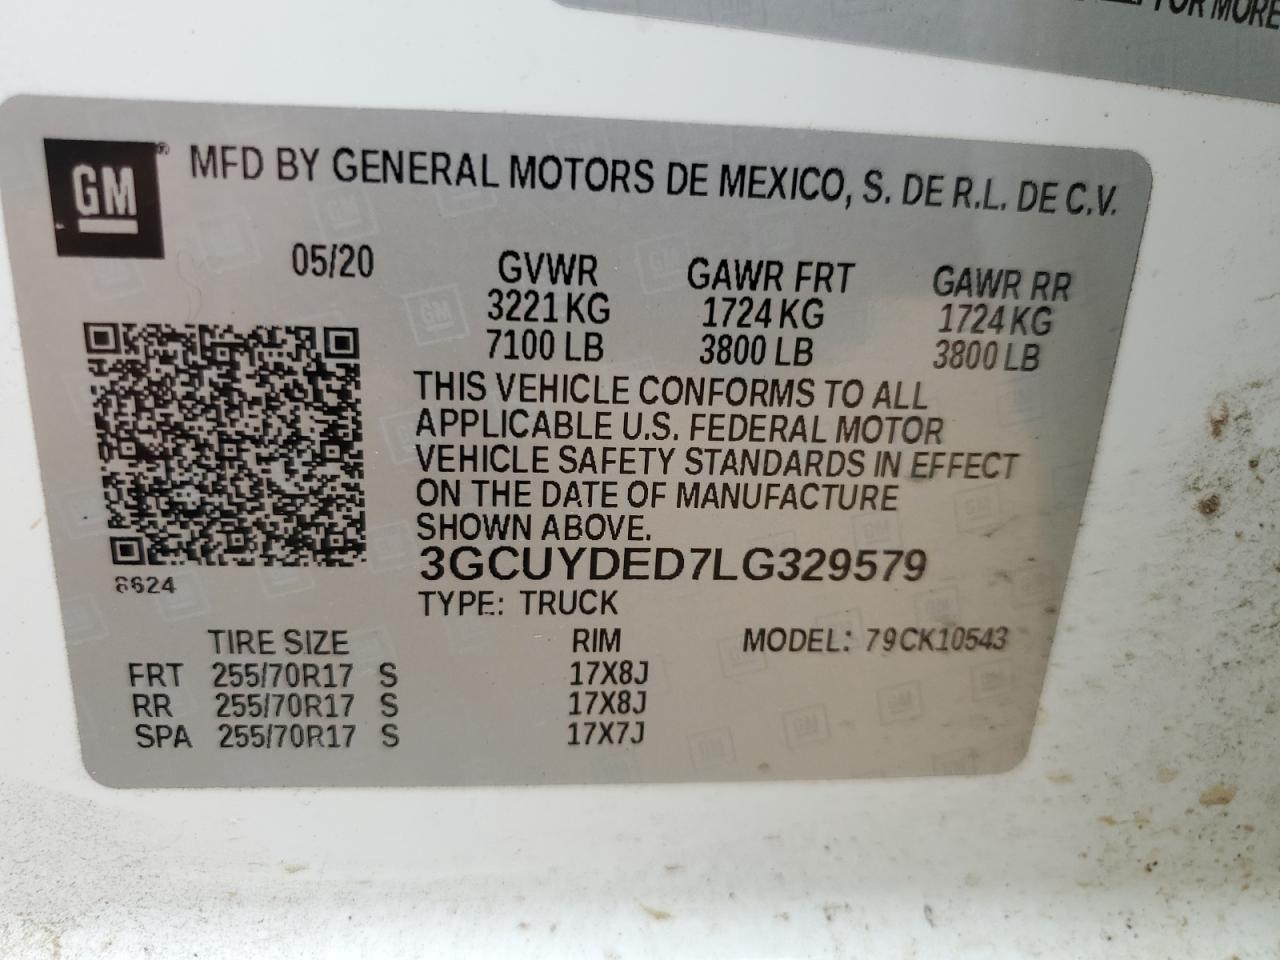 FOR MORE
GM
MFD BY GENERAL MOTORS DE MEXICO, S. DE R.L. DE C.V.
05/20 GVWR GAWR FRT GAWR RR
3221 KG 1724 KG 1724 KG
7100 LB 3800 LB 3800 LB
THIS VEHICLE CONFORMS TO ALL
APPLICABLE U.S. FEDERAL MOTOR
VEHICLE SAFETY STANDARDS IN EFFECT
ON THE DATE OF MANUFACTURE
SHOWN ABOVE.
3GCUYDED7LG329579
8624
TYPE: TRUCK
TIRE SIZE RIM MODEL: 79CK10543
FRT 255/70R17 S 17X8J
RR 255/70R17 S 17X8J
SPA 255/70R17 S 17X7J